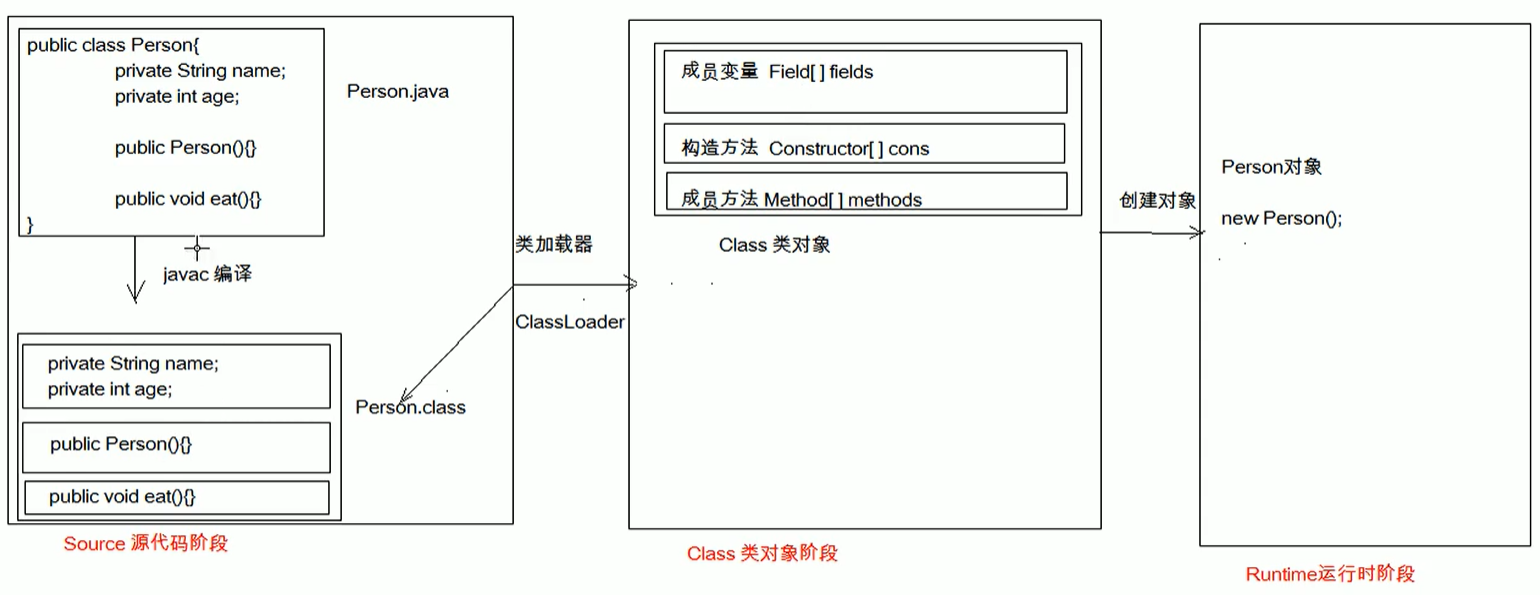 public class Person{
private String name;
private int age;
public Person(){}
public void eat(){}
}
Person.java
javac 编译
private String name;
private int age;
public Person(){}
public void eat(){}
Person.class
Source 源代码阶段
类加载器
ClassLoader
成员变量 Field[ ] fields
构造方法 Constructor[ ] cons
成员方法 Method[ ] methods
Class 类对象
Class 类对象阶段
创建对象
Person对象
new Person();
Runtime运行时阶段